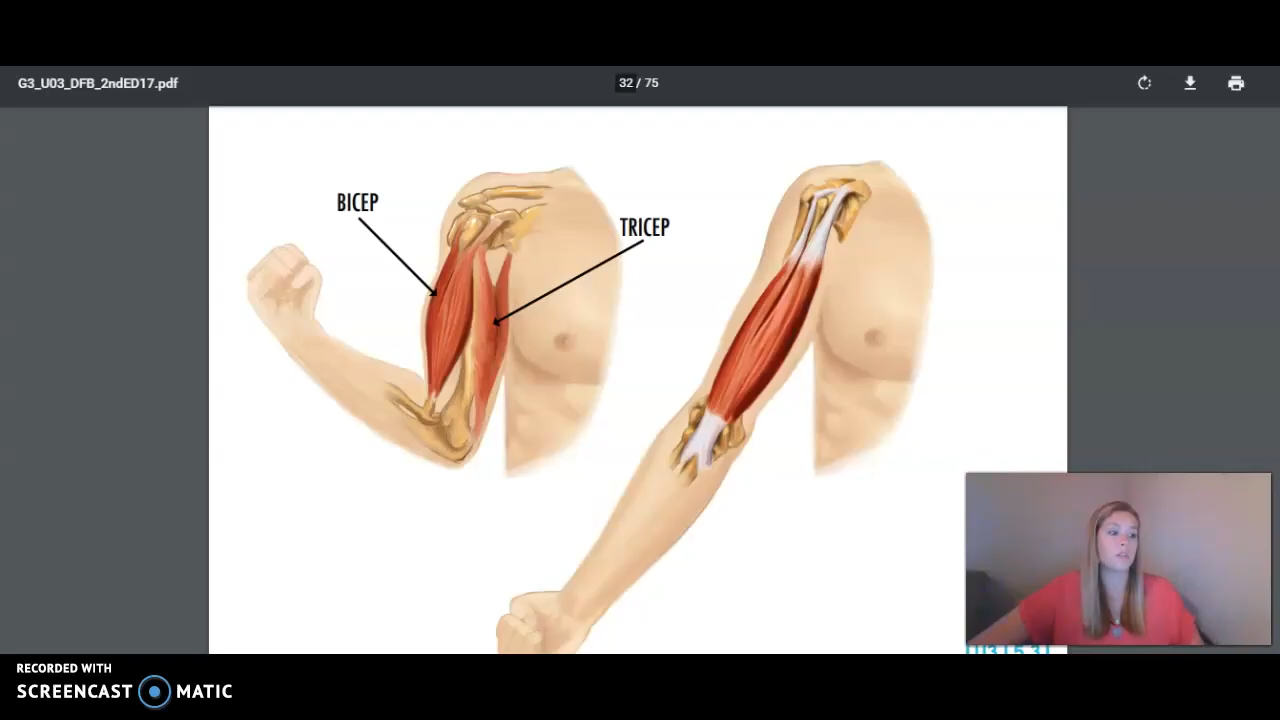 G3_U03_DFB_2ndED17.pdf
32 / 75
BICEP
TRICEP
RECORDED WITH
SCREENCAST MATIC